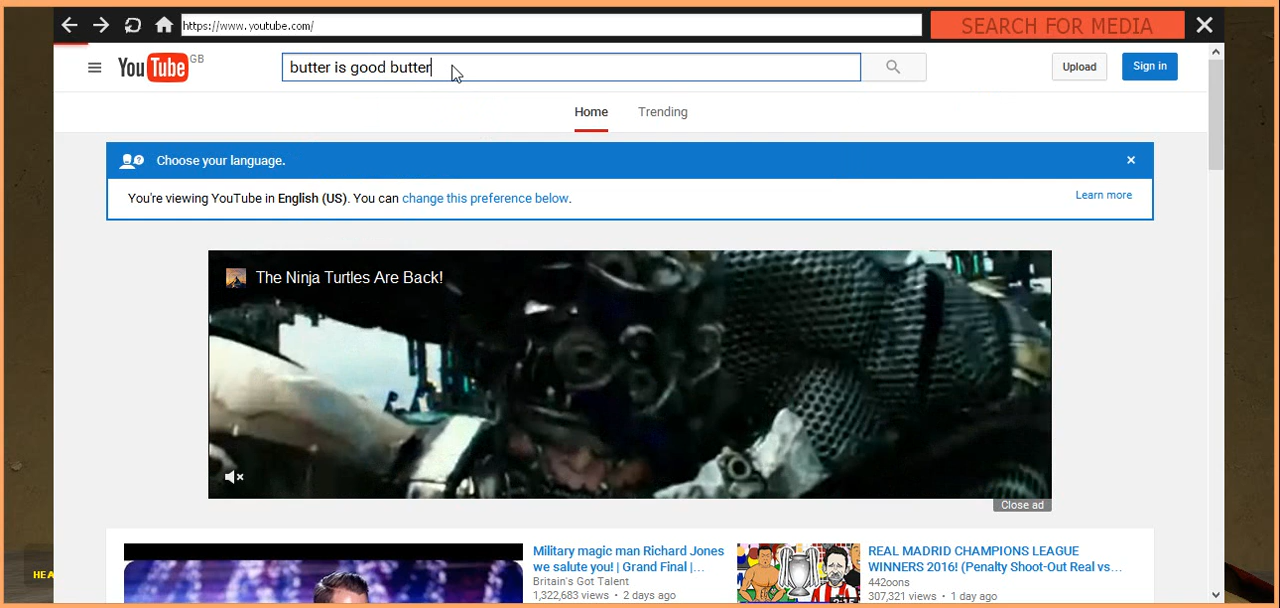 https://www.youtube.com/
SEARCH FOR MEDIA
YouTube GB
butter is good butter
Upload
Sign in
Home
Trending
Choose your language.
You're viewing YouTube in English (US). You can change this preference below.
Learn more
The Ninja Turtles Are Back!
Close ad
Military magic man Richard Jones
we salute you! | Grand Final |...
Britain's Got Talent
1,322,683 views • 2 days ago
REAL MADRID CHAMPIONS LEAGUE
WINNERS 2016! (Penalty Shoot-Out Real vs...
442oons
307,321 views • 1 day ago
HEA